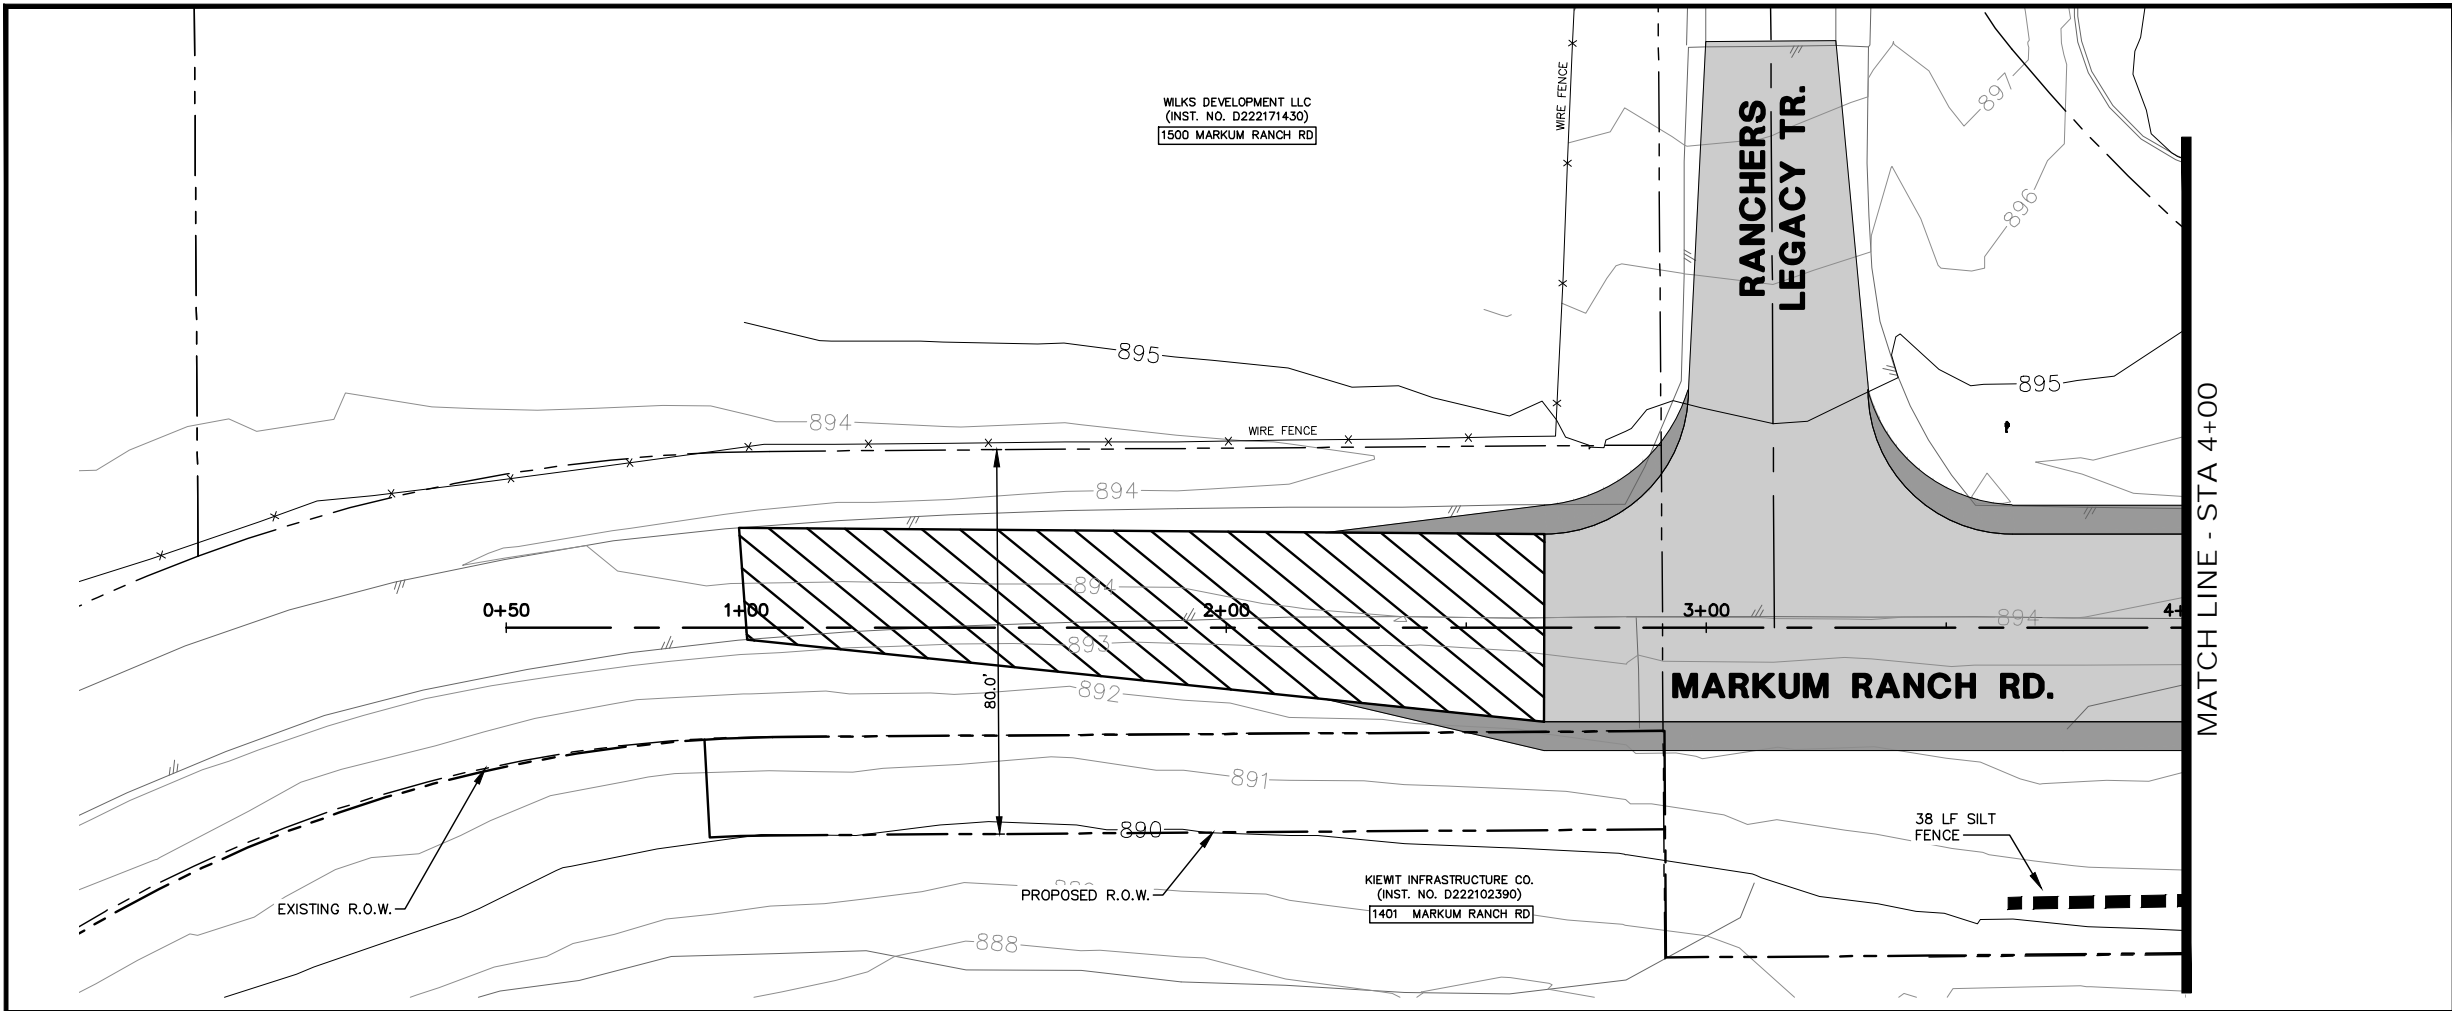 WILKS DEVELOPMENT LLC
(INST. NO. D222171430)
1500 MARKUM RANCH RD
WIRE FENCE
RANCHERS
LEGACY TR.
897
896
895
895
894
WIRE FENCE
894
894
0+50
1+00
2+00
3+00
4+
894
893
892
80.0'
MARKUM RANCH RD.
MATCH LINE - STA 4+00
891
890
38 LF SILT
FENCE
EXISTING R.O.W.
PROPOSED R.O.W.
KIEWIT INFRASTRUCTURE CO.
(INST. NO. D222102390)
1401 MARKUM RANCH RD
888